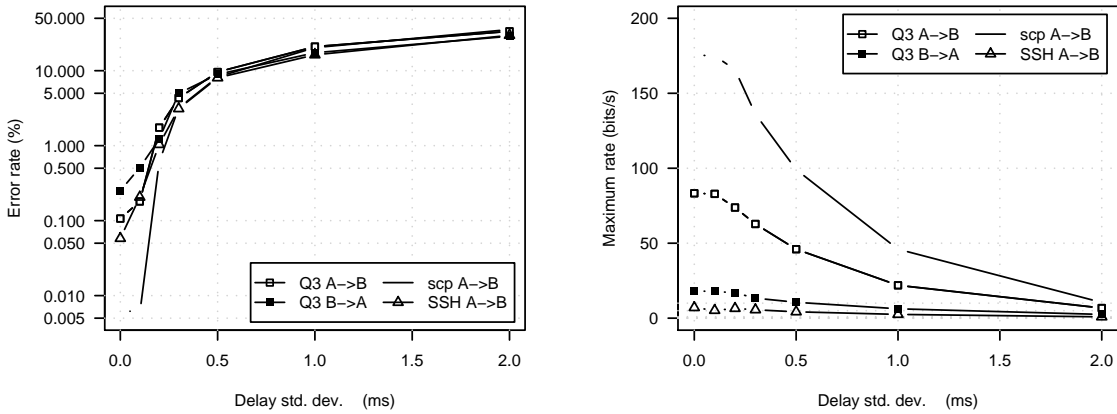 50.000
10.000
5.000
1.000
0.500
0.100
0.050
0.010
0.005
Error rate (%)
Q3 A->B
Q3 B->A
scp A->B
SSH A->B
0.0
0.5
1.0
1.5
2.0
Delay std. dev. (ms)
200
150
100
50
0
Maximum rate (bits/s)
Q3 A->B
Q3 B->A
scp A->B
SSH A->B
0.0
0.5
1.0
1.5
2.0
Delay std. dev. (ms)